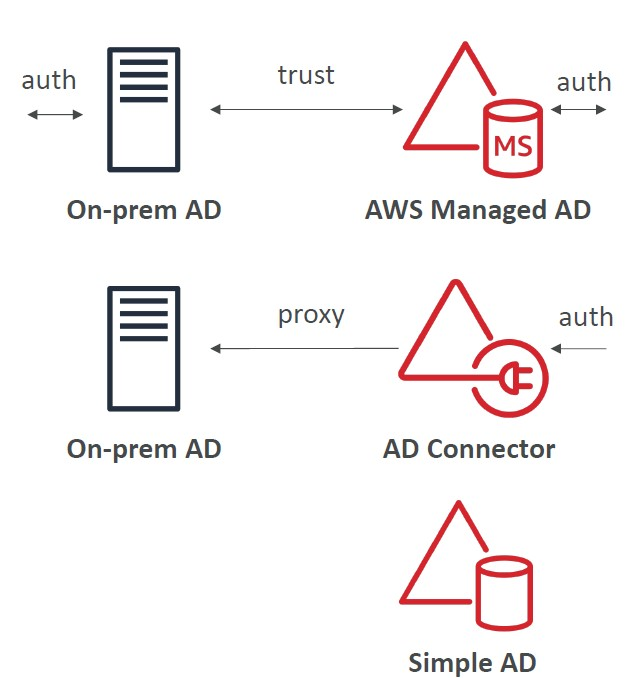 auth
trust
auth
MS
On-prem AD
AWS Managed AD
proxy
auth
On-prem AD
AD Connector
Simple AD